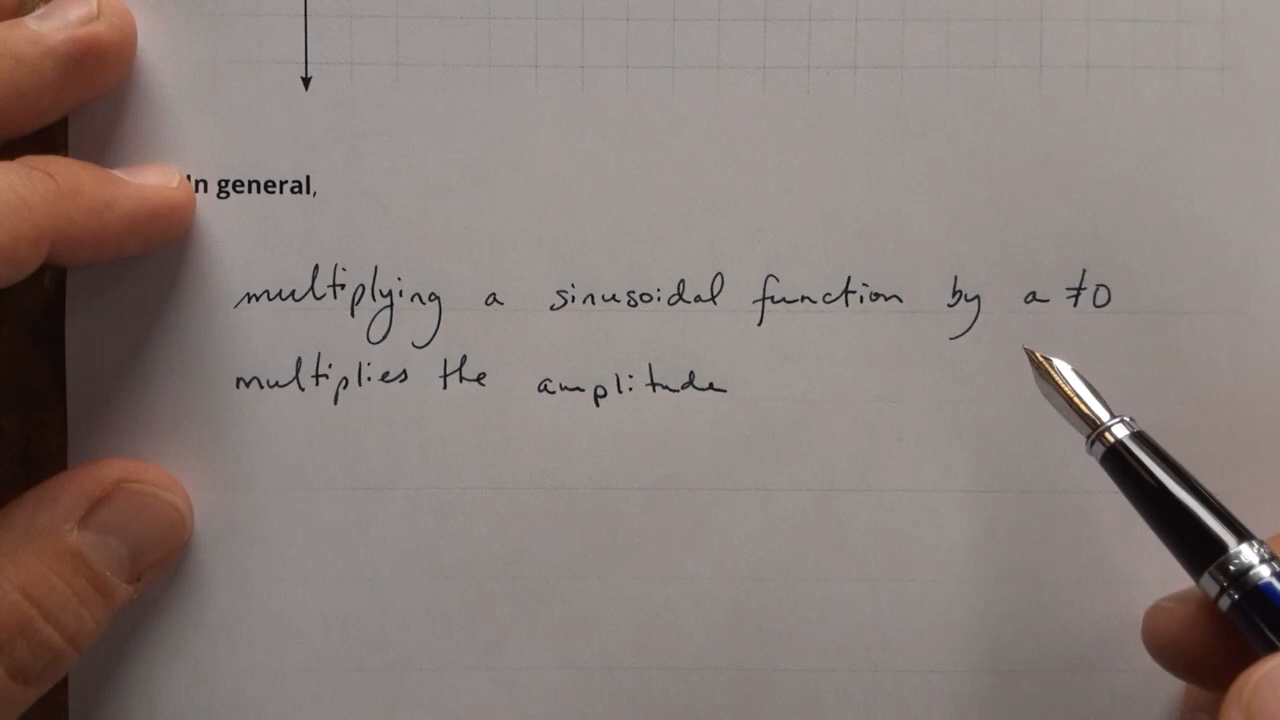 In general,
multiplying a sinusoidal function by a ≠0
multiplies the amplitude